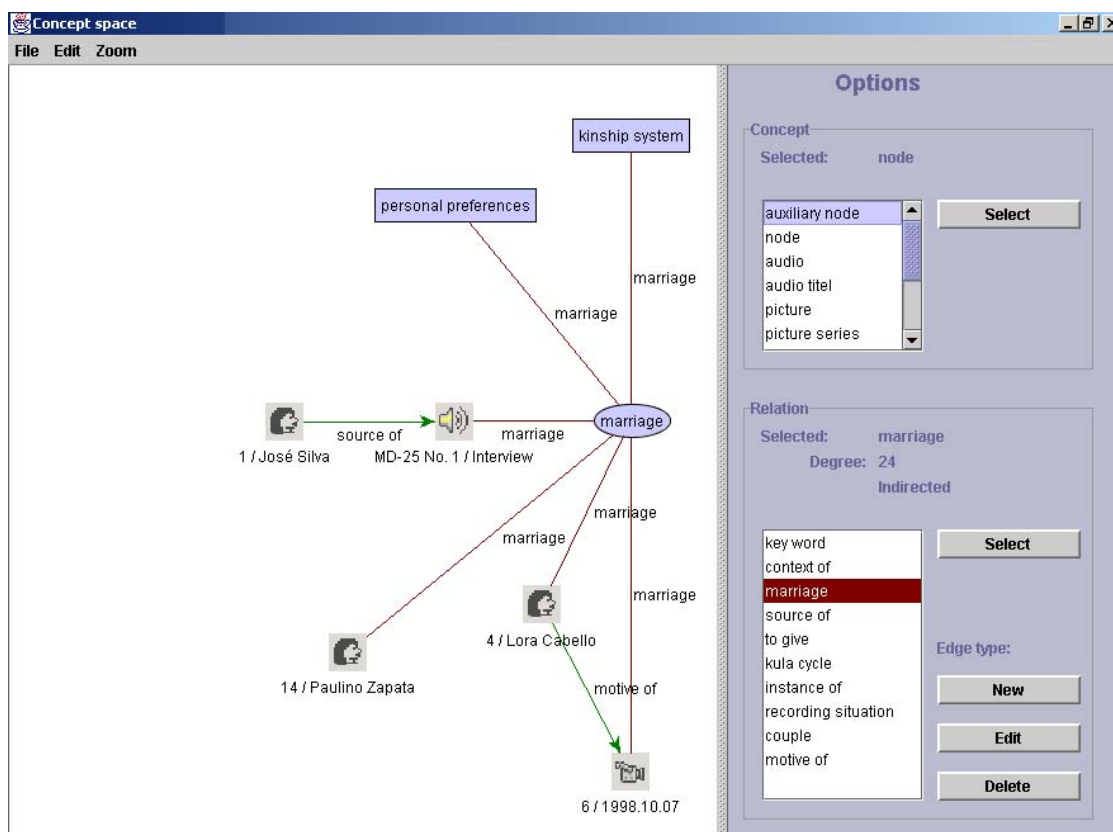 Concept space
File Edit Zoom
kinship system
personal preferences
marriage
marriage
marriage
source of
marriage
1 / José Silva
MD-25 No. 1 / Interview
marriage
marriage
marriage
4 / Lora Cabello
14 / Paulino Zapata
motive of
6 / 1998.10.07
Options
Concept
Selected: node
auxiliary node
node
audio
audio titel
picture
picture series
Select
Relation
Selected: marriage
Degree: 24
Indirected
key word
context of
marriage
source of
to give
kula cycle
instance of
recording situation
couple
motive of
Select
Edge type:
New
Edit
Delete